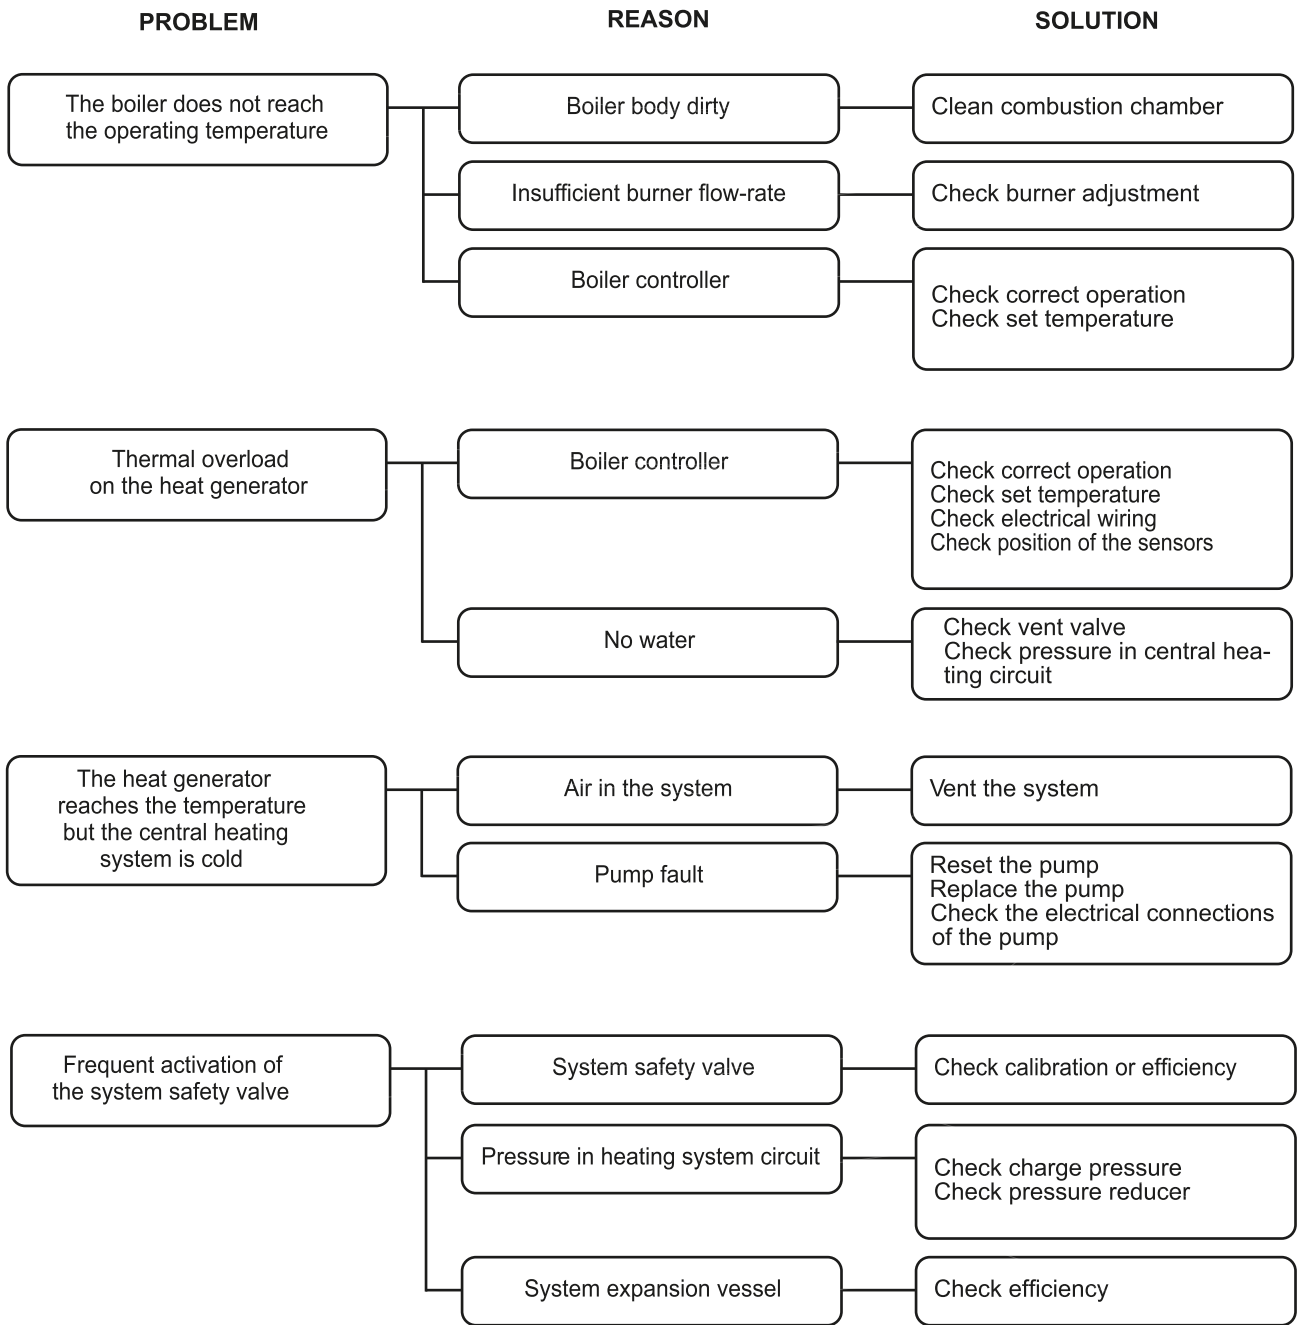 PROBLEM
REASON
SOLUTION
The boiler does not reach
the operating temperature
Boiler body dirty
Clean combustion chamber
Insufficient burner flow-rate
Check burner adjustment
Boiler controller
Check correct operation
Check set temperature
Thermal overload
on the heat generator
Boiler controller
Check correct operation
Check set temperature
Check electrical wiring
Check position of the sensors
No water
Check vent valve
Check pressure in central hea-
ting circuit
The heat generator
reaches the temperature
but the central heating
system is cold
Air in the system
Vent the system
Pump fault
Reset the pump
Replace the pump
Check the electrical connections
of the pump
Frequent activation of
the system safety valve
System safety valve
Check calibration or efficiency
Pressure in heating system circuit
Check charge pressure
Check pressure reducer
System expansion vessel
Check efficiency